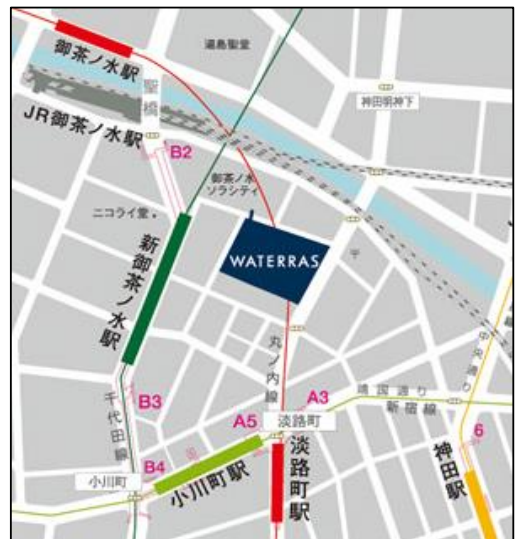 湯島聖堂
御茶ノ水駅
聖橋
神田明神下
JR御茶ノ水駅
B2
御茶ノ水
ソラシティ
ニコライ堂
新御茶ノ水駅
WATERRAS
〒
中央通り
丸ノ内線
千代田線
B3
A3
靖国通り
新宿線
A5
淡路町
6
B4
小川町
小川町駅
淡路町駅
神田駅